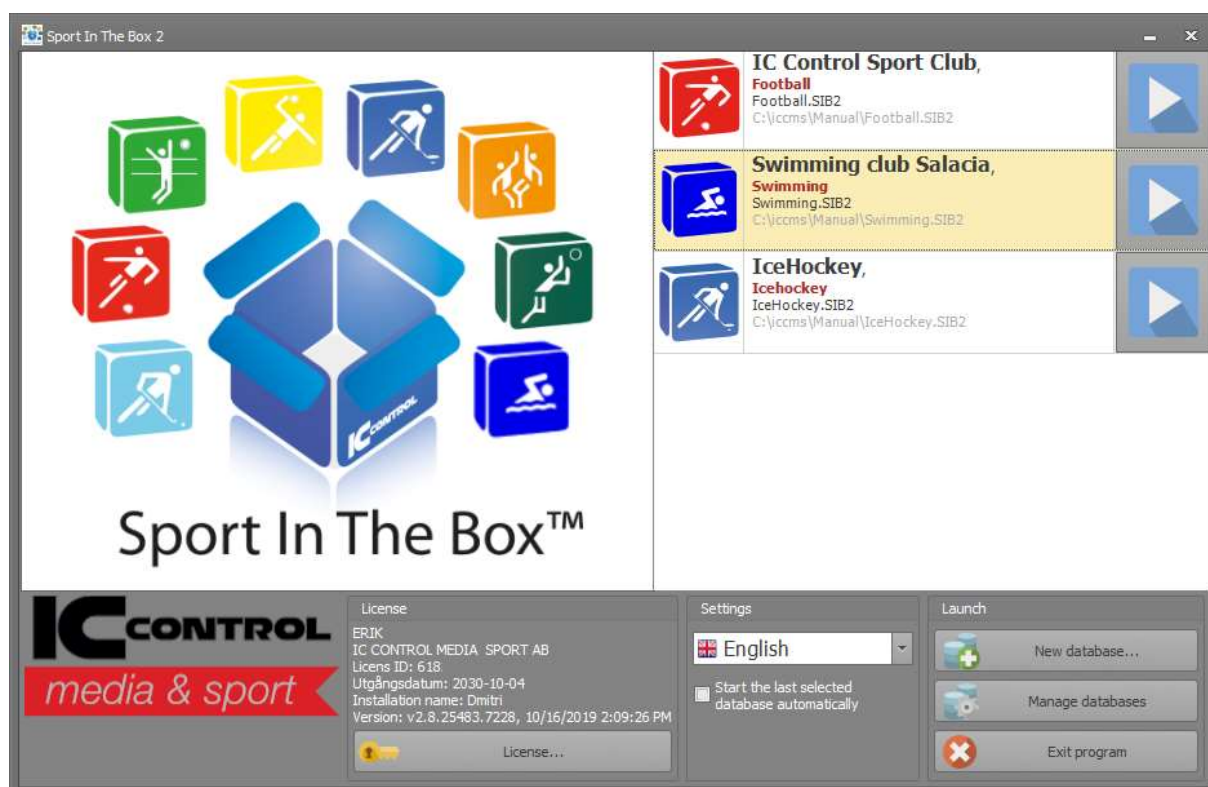 Sport In The Box 2
IC CONTROL
Sport In The Box™
IC Control Sport Club,
Football
Football.SIB2
C:\iccms\Manual\Football.SIB2
Swimming club Salacia,
Swimming
Swimming.SIB2
C:\iccms\Manual\Swimming.SIB2
IceHockey,
Icehockey
IceHockey.SIB2
C:\iccms\Manual\IceHockey.SIB2
IC CONTROL
media & sport
License
ERIK
IC CONTROL MEDIA SPORT AB
Licens ID: 618
Utgångsdatum: 2030-10-04
Installation name: Dmitri
Version: v2.8.25483.7228, 10/16/2019 2:09:26 PM
License...
Settings
English
Start the last selected
database automatically
Launch
New database...
Manage databases
Exit program